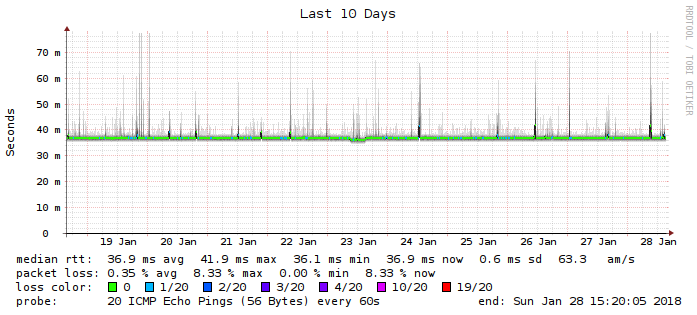 Last 10 Days
RRDTOOL / TOBI OETIKER
Seconds
70 m
60 m
50 m
40 m
30 m
20 m
10 m
0
19 Jan 20 Jan 21 Jan 22 Jan 23 Jan 24 Jan 25 Jan 26 Jan 27 Jan 28 Jan
median rtt: 36.9 ms avg 41.9 ms max 36.1 ms min 36.9 ms now 0.6 ms sd 63.3 am/s
packet loss: 0.35 % avg 8.33 % max 0.00 % min 8.33 % now
loss color: 0 1/20 2/20 3/20 4/20 10/20 19/20
probe: 20 ICMP Echo Pings (56 Bytes) every 60s end: Sun Jan 28 15:20:05 2018